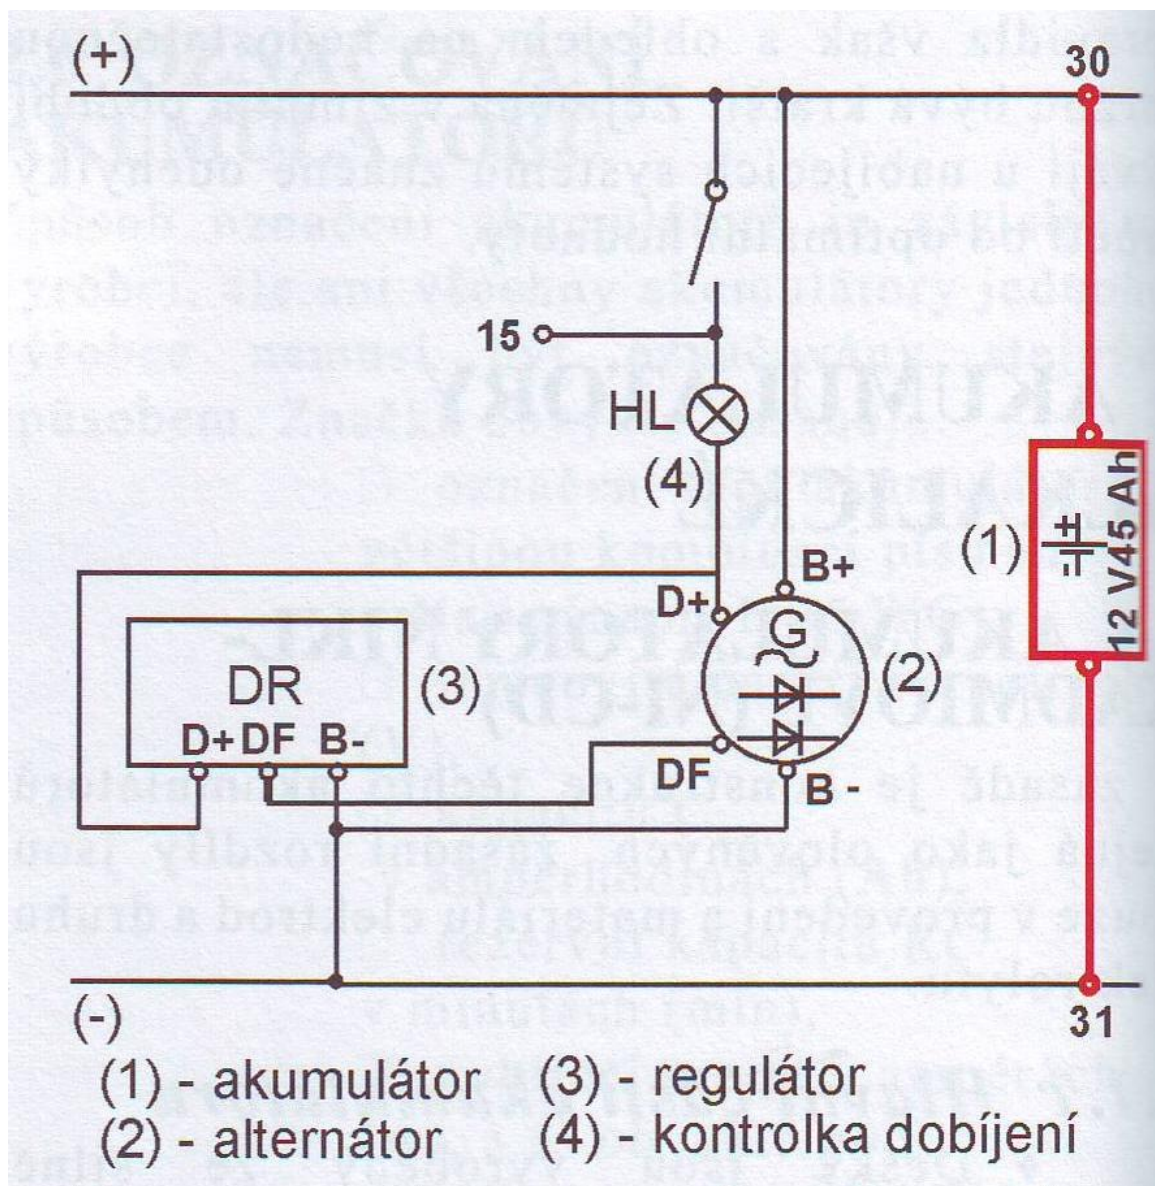 (+)
30
15
HL
(4)
(1)
12 V45 Ah
B+
D+
G
(2)
DR
(3)
D+ DF B-
DF
B -
(-)
31
(1) - akumulátor
(3) - regulátor
(2) - alternátor
(4) - kontrolka dobíjení